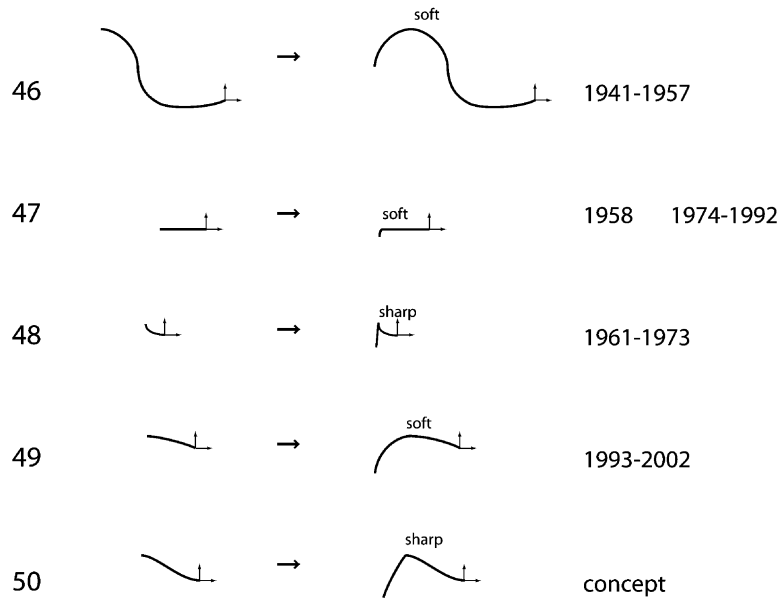 soft
46 → 1941-1957
47 → soft 1958 1974-1992
48 → sharp 1961-1973
soft
49 → 1993-2002
sharp
50 → concept